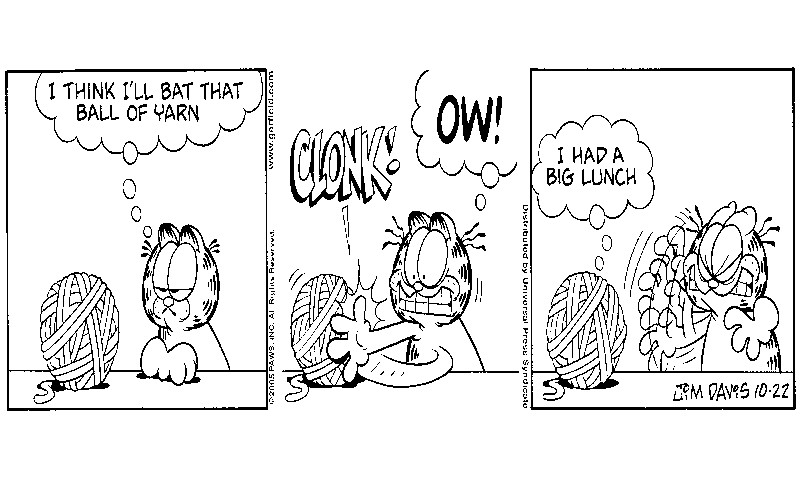 I THINK I'LL BAT THAT
BALL OF YARN
www.garfield.com
©2005 PAWS, INC. All Rights Reserved.
CLONK!
OW!
Distributed by Universal Press Syndicate
I HAD A
BIG LUNCH
JIM DAVIS 10-22